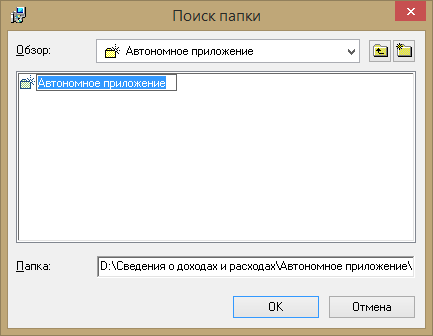 Поиск папки
Обзор: Автономное приложение
Автономное приложение
Папка: D:\Сведения о доходах и расходах\Автономное приложение\
OK Отмена